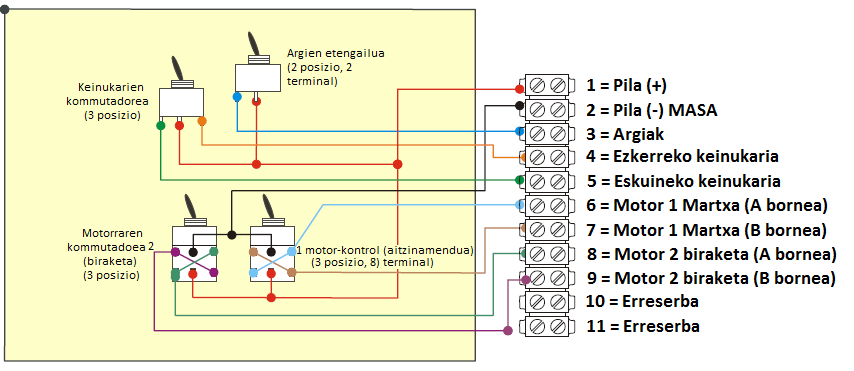 Argien etengailua
(2 posizio, 2
terminal)
Keinukarien
kommutadorea
(3 posizio)
Motorraren
kommutadoea 2
(biraketa)
(3 posizio)
1 motor-kontrol (aitzinamendua)
(3 posizio, 8) terminal)
1 = Pila (+)
2 = Pila (-) MASA
3 = Argiak
4 = Ezkerreko keinukaria
5 = Eskuineko keinukaria
6 = Motor 1 Martxa (A bornea)
7 = Motor 1 Martxa (B bornea)
8 = Motor 2 biraketa (A bornea)
9 = Motor 2 biraketa (B bornea)
10 = Erreserba
11 = Erreserba